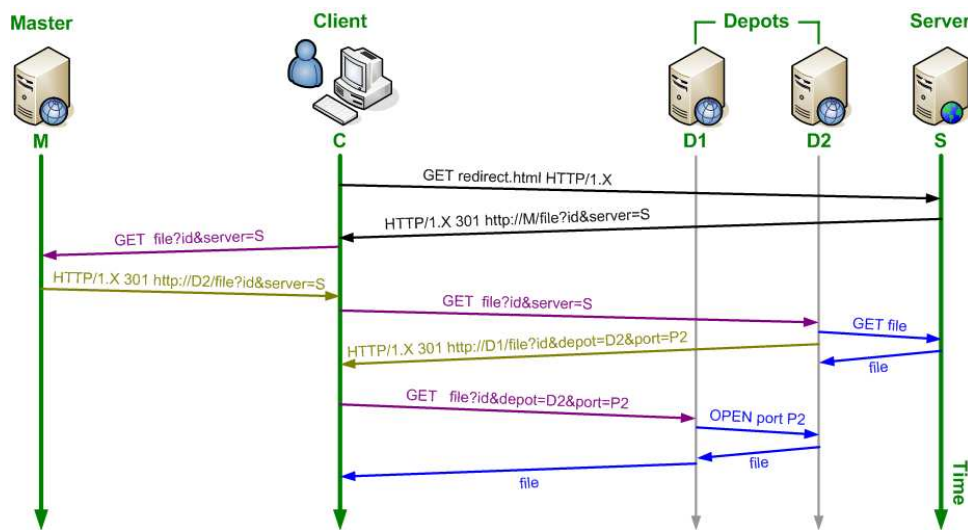 Master
Client
Depots
Server
M
C
D1
D2
S
GET redirect.html HTTP/1.X
HTTP/1.X 301 http://M/file?id&server=S
GET file?id&server=S
HTTP/1.X 301 http://D2/file?id&server=S
GET file?id&server=S
GET file
HTTP/1.X 301 http://D1/file?id&depot=D2&port=P2
file
GET file?id&depot=D2&port=P2
OPEN port P2
file
file
Time